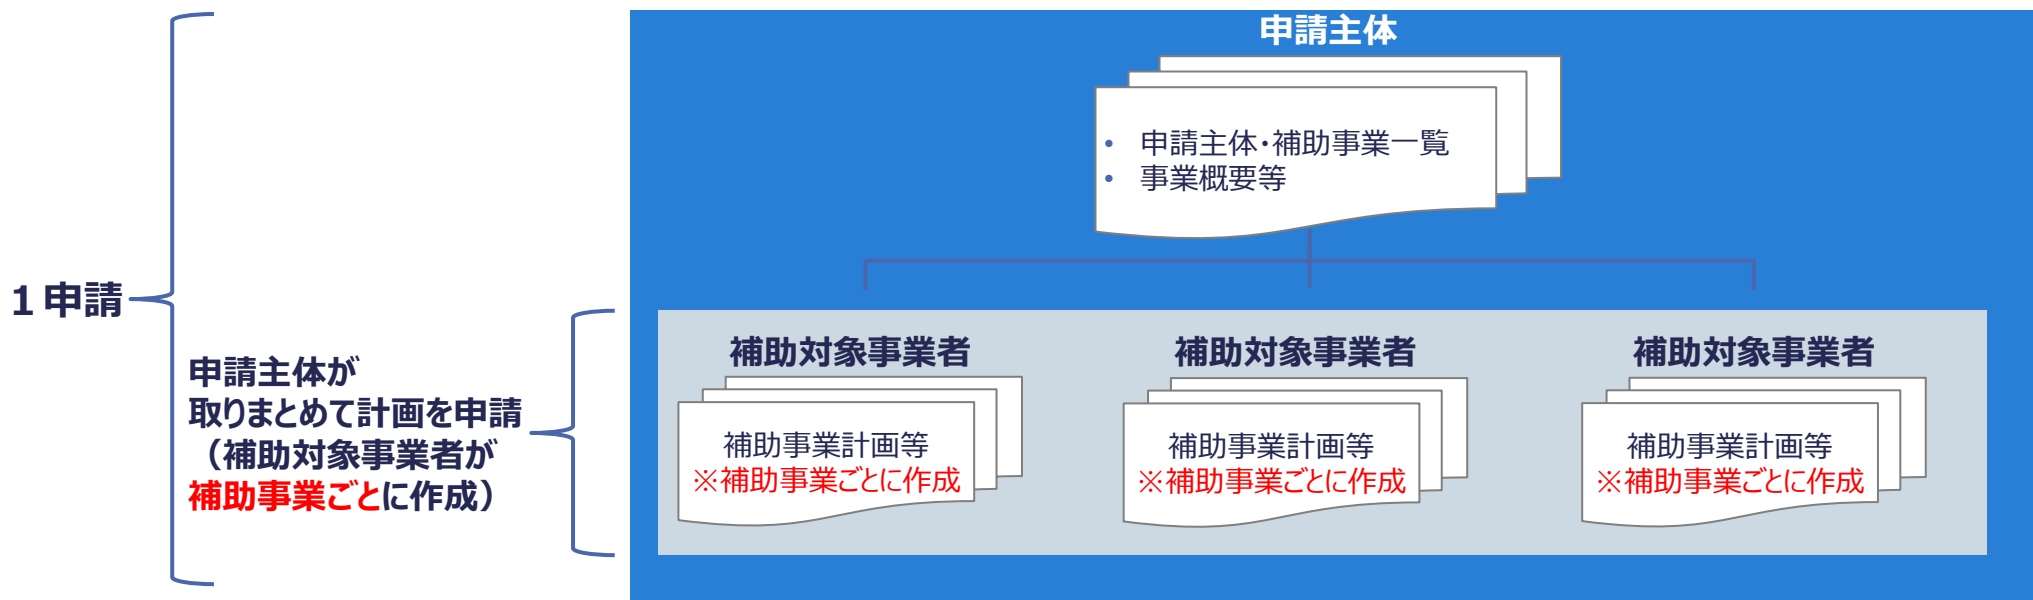 申請主体
・ 申請主体・補助事業一覧
・ 事業概要等
１申請
申請主体が
取りまとめて計画を申請
（補助対象事業者が
補助事業ごとに作成）
補助対象事業者
補助事業計画等
※補助事業ごとに作成
補助対象事業者
補助事業計画等
※補助事業ごとに作成
補助対象事業者
補助事業計画等
※補助事業ごとに作成